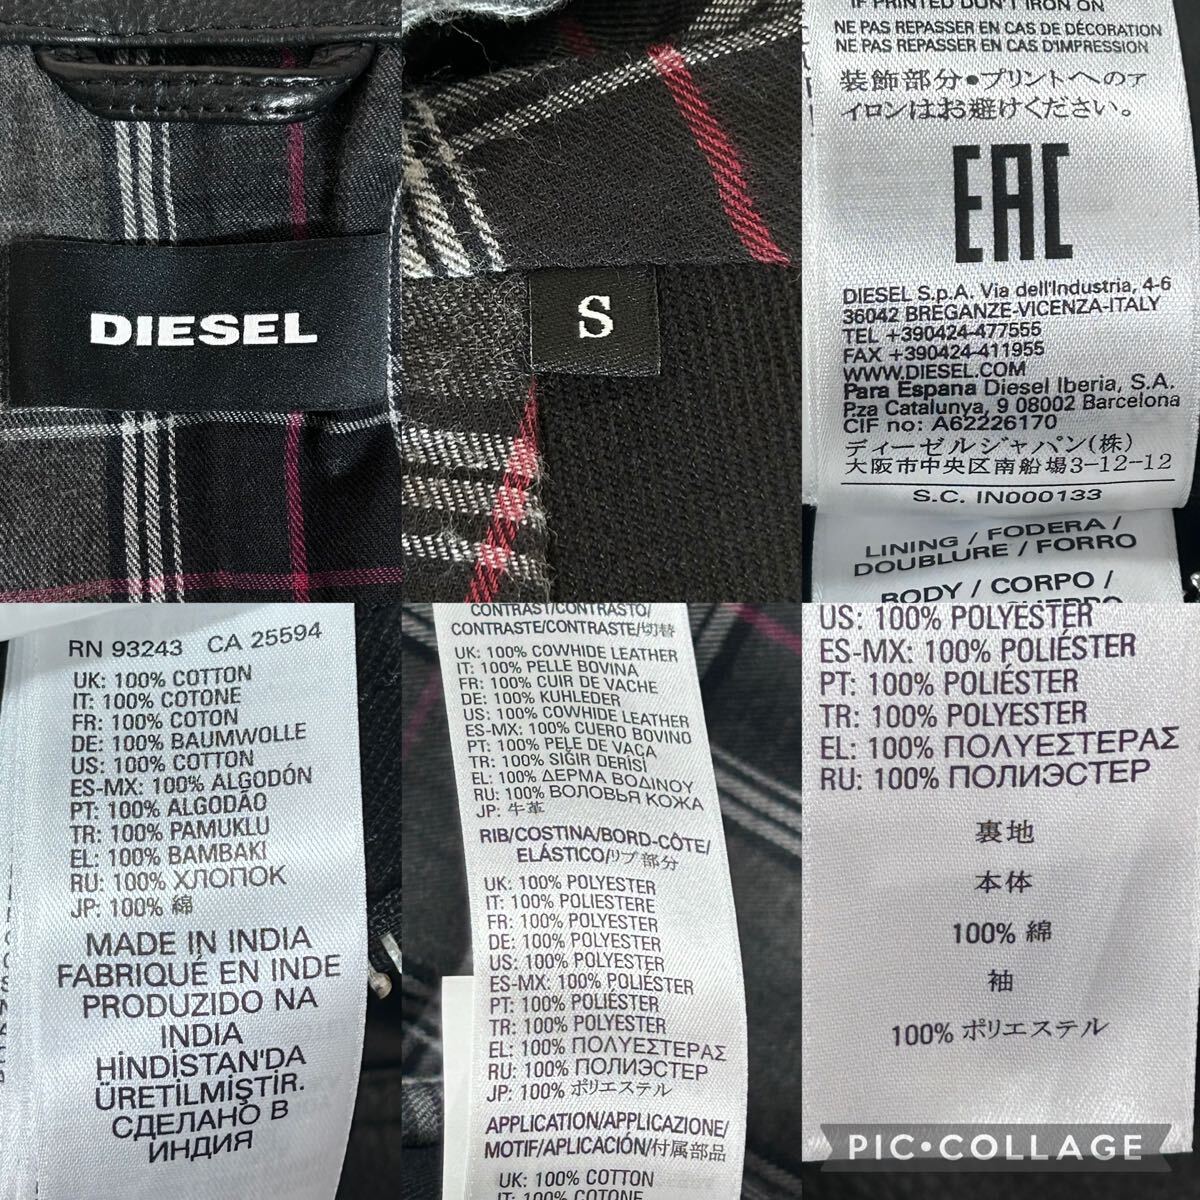 DIESEL
S
IF PRINTED DON'T IRON ON
NE PAS REPASSER EN CAS DE DÉCORATION
NE PAS REPASSER EN CAS D'IMPRESSION
装飾部分•プリントへのア
イロンはお避けください。
EAC
DIESEL S.p.A. Via dell'Industria, 4-6
36042 BREGANZE-VICENZA-ITALY
TEL +390424-477555
FAX +390424-411955
WWW.DIESEL.COM
Para Espana Diesel Iberia, S.A.
P.za Catalunya, 9 08002 Barcelona
CIF no: A62226170
ディーゼルジャパン(株)
大阪市中央区南船場3-12-12
S.C. IN000133
LINING / FODERA /
DOUBLURE / FORRO
BODY / CORPO /
RN 93243 CA 25594
UK: 100% COTTON
IT: 100% COTONE
FR: 100% COTON
DE: 100% BAUMWOLLE
US: 100% COTTON
ES-MX: 100% ALGODÓN
PT: 100% ALGODÃO
TR: 100% PAMUKLU
EL: 100% BAMBAKI
RU: 100% ХЛОПОК
JP: 100% 綿
MADE IN INDIA
FABRIQUÉ EN INDE
PRODUZIDO NA
INDIA
HİNDİSTAN'DA
ÜRETİLMİŞTİR.
СДЕЛАНО В
ИНДИЯ
CONTRAST/CONTRASTO/
CONTRASTE/CONTRASTE/切替
UK: 100% COWHIDE LEATHER
IT: 100% PELLE BOVINA
FR: 100% CUIR DE VACHE
DE: 100% KUHLEDER
US: 100% COWHIDE LEATHER
ES-MX: 100% CUERO BOVINO
PT: 100% PELE DE VACA
TR: 100% SIĞIR DERİSİ
EL: 100% ΔΕΡΜΑ ΒΟΔΙΝΟΥ
RU: 100% ВОЛОВЬЯ КОЖА
JP: 牛革
RIB/COSTINA/BORD-CÔTE/
ELÁSTICO/リブ部分
UK: 100% POLYESTER
IT: 100% POLIESTERE
FR: 100% POLYESTER
DE: 100% POLYESTER
US: 100% POLYESTER
ES-MX: 100% POLIÉSTER
PT: 100% POLIÉSTER
TR: 100% POLYESTER
EL: 100% ΠΟΛΥΕΣΤΕΡΑΣ
RU: 100% ПОЛИЭСТЕР
JP: 100% ポリエステル
APPLICATION/APPLICAZIONE/
MOTIF/APLICACIÓN/付属部品
UK: 100% COTTON
IT: 100% COTONE
US: 100% POLYESTER
ES-MX: 100% POLIÉSTER
PT: 100% POLIÉSTER
TR: 100% POLYESTER
EL: 100% ΠΟΛΥΕΣΤΕΡΑΣ
RU: 100% ПОЛИЭСТЕР
裏地
本体
100% 綿
袖
100% ポリエステル
PIC•COLLAGE